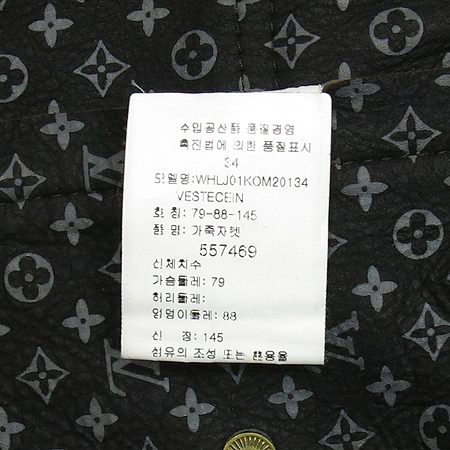 수입공산품 품질경영
촉진법에 의한 품질표시
34
모델명:WHLJ01KOM20134
VESTECEIN
호 칭: 79-88-145
품 명: 가죽자켓
557469
신체치수
가슴둘레: 79
허리둘레:
엉덩이둘레: 88
신 장: 145
섬유의 조성 또는 혼용율